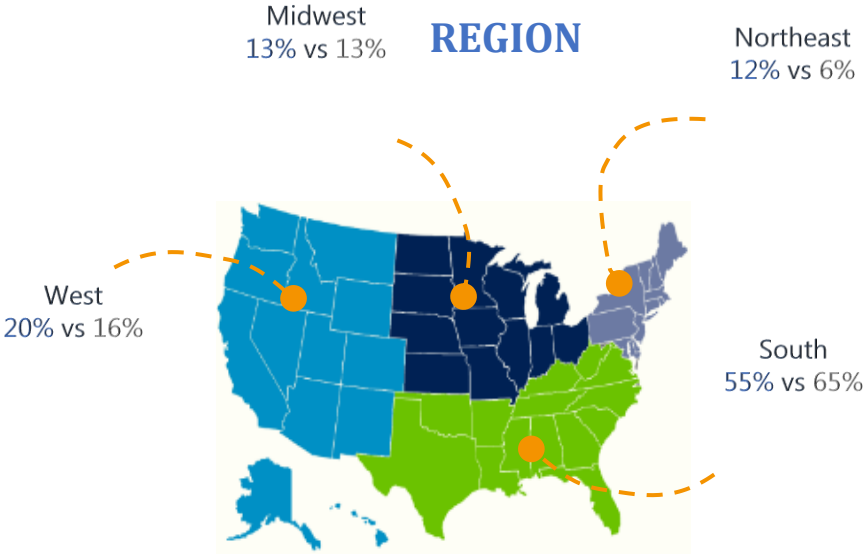 Midwest
13% vs 13%
REGION
Northeast
12% vs 6%
West
20% vs 16%
South
55% vs 65%